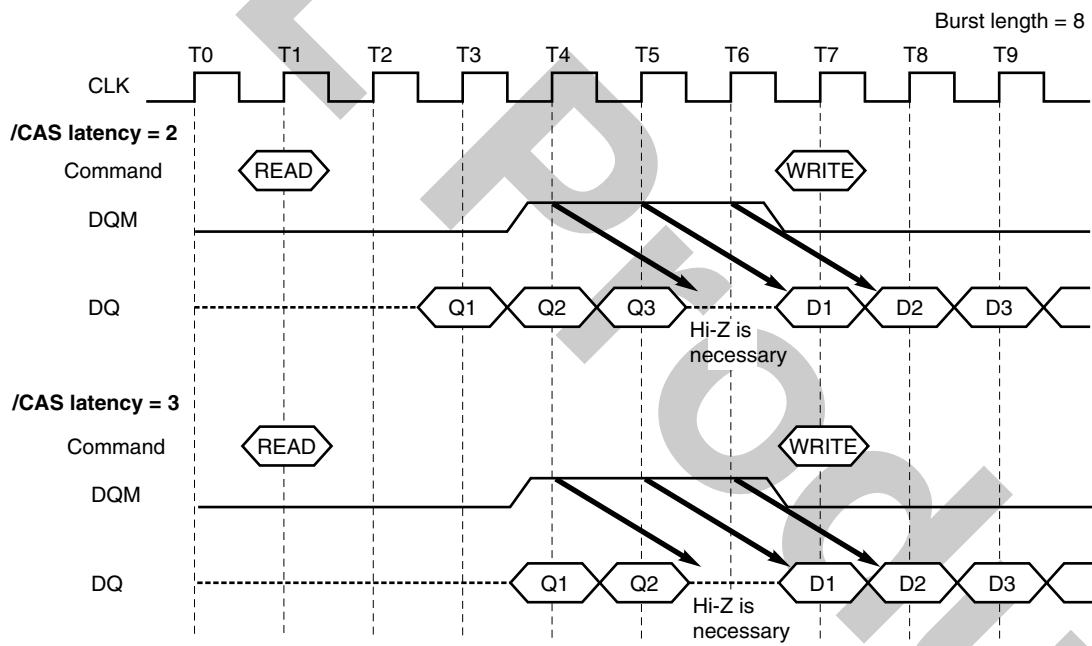 Burst length = 8
T0 T1 T2 T3 T4 T5 T6 T7 T8 T9
CLK
/CAS latency = 2
Command READ WRITE
DQM
DQ Q1 Q2 Q3 D1 D2 D3
Hi-Z is
necessary
/CAS latency = 3
Command READ WRITE
DQM
DQ Q1 Q2 D1 D2 D3
Hi-Z is
necessary